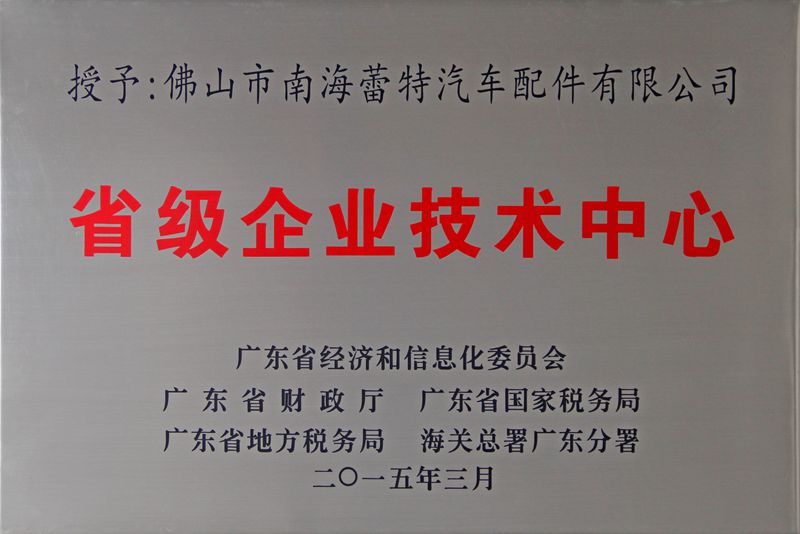 授予:佛山市南海蕾特汽车配件有限公司
省级企业技术中心
广东省经济和信息化委员会
广东省财政厅 广东省国家税务局
广东省地方税务局 海关总署广东分署
二〇一五年三月